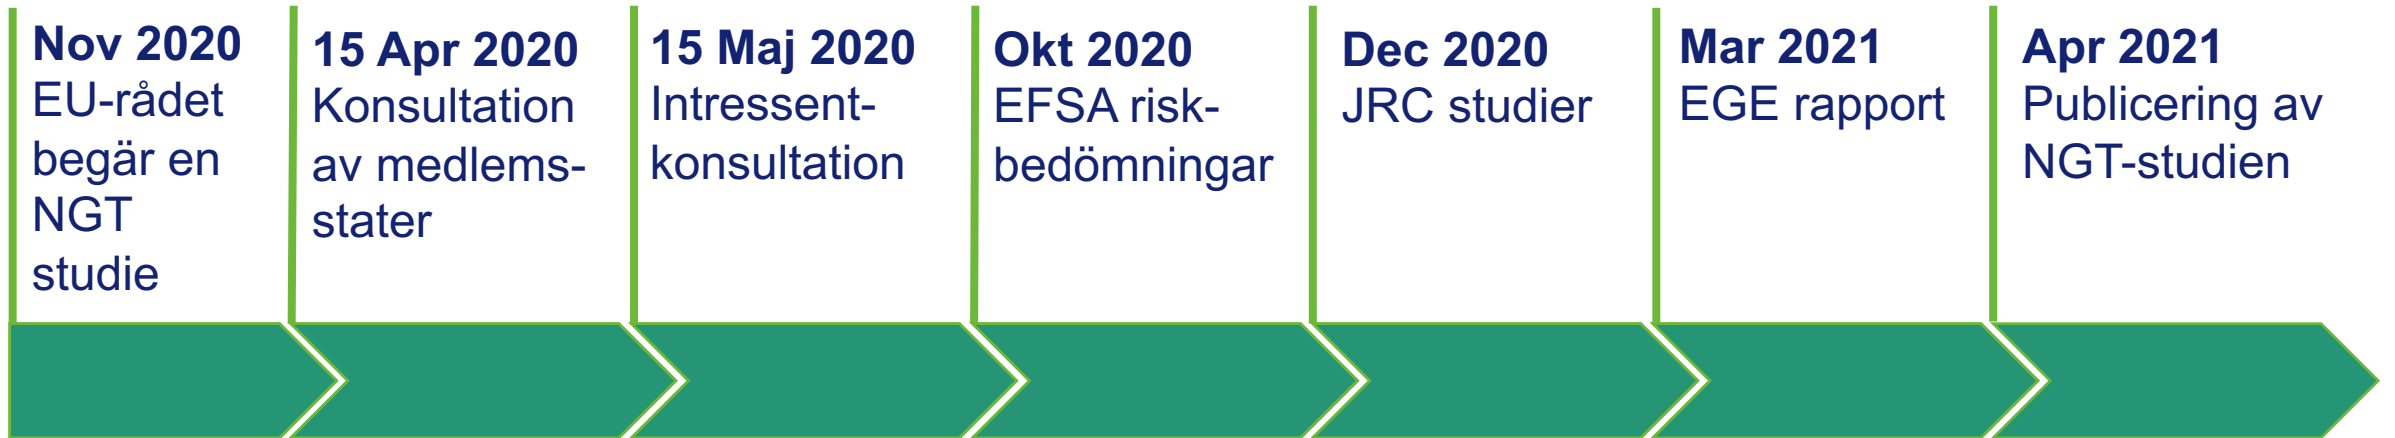 Nov 2020
EU-rådet
begär en
NGT
studie
15 Apr 2020
Konsultation
av medlems-
stater
15 Maj 2020
Intressent-
konsultation
Okt 2020
EFSA risk-
bedömningar
Dec 2020
JRC studier
Mar 2021
EGE rapport
Apr 2021
Publicering av
NGT-studien